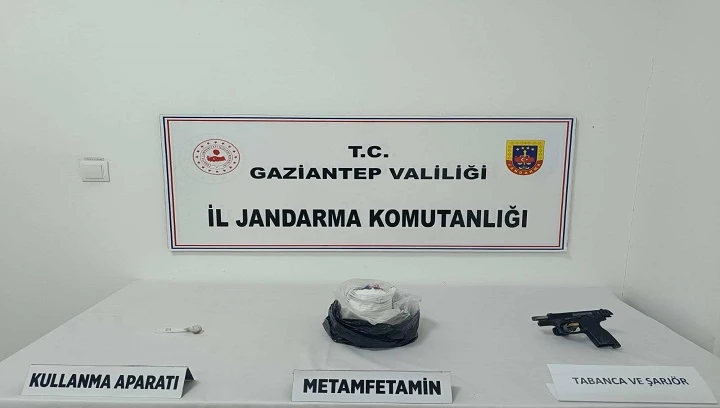 T.C.
GAZİANTEP VALİLİĞİ
İL JANDARMA KOMUTANLIĞI
KULLANMA APARATI
METAMFETAMİN
TABANCA VE ŞARJÖR